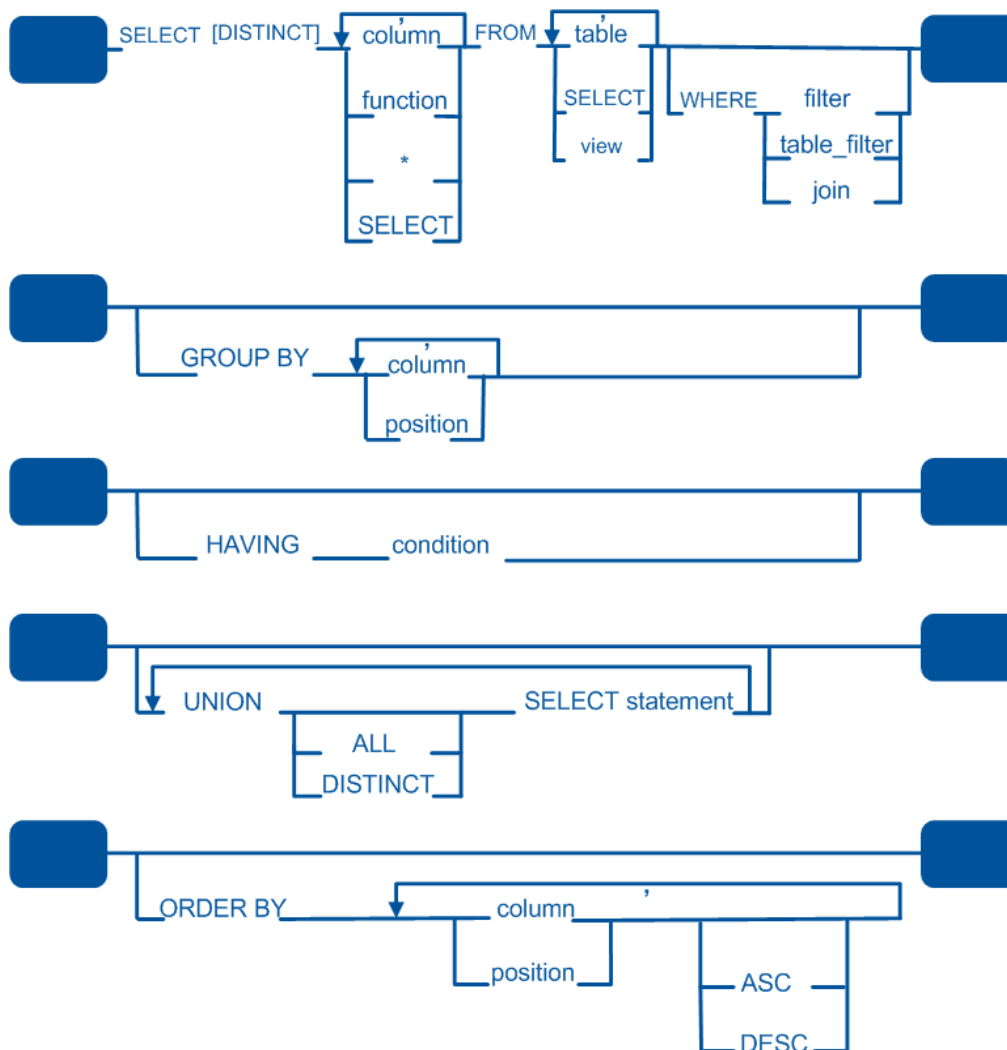 SELECT [DISTINCT] column , FROM table ,
function SELECT WHERE filter
* view table_filter
SELECT join
GROUP BY column ,
position
HAVING condition
UNION SELECT statement
ALL
DISTINCT
ORDER BY column ,
position ASC
DESC